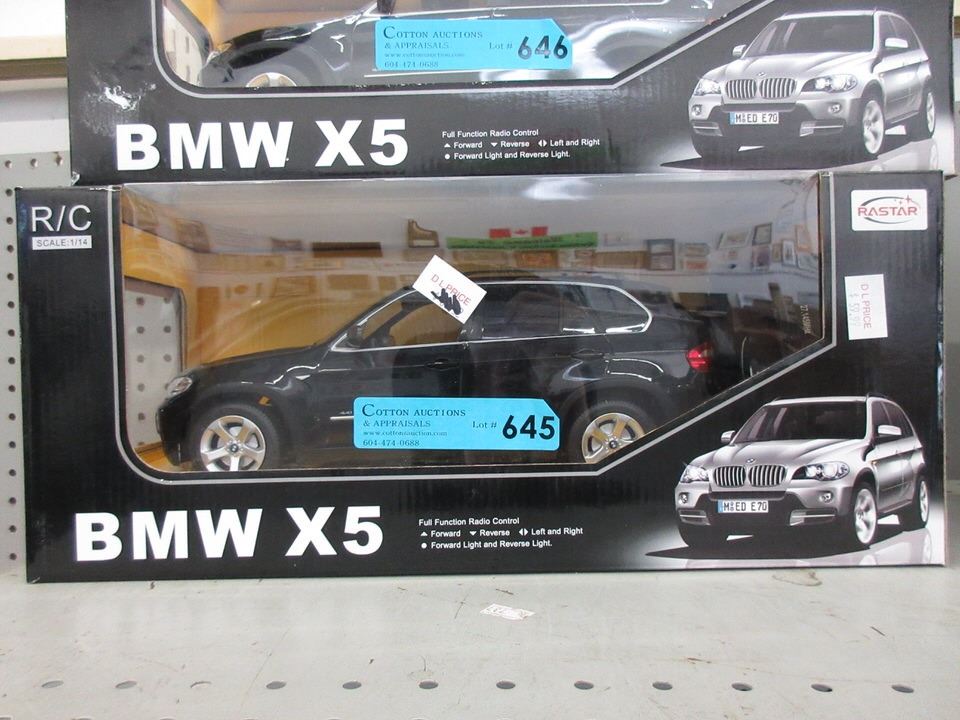 COTTON AUCTIONS
& APPRAISALS
www.cottonauction.com
604-474-0688
Lot # 646
M ED E70
BMW X5
Full Function Radio Control
Forward Reverse Left and Right
Forward Light and Reverse Light.
R/C
SCALE:1/14
RASTAR
D L PRICE
D L PRICE
COTTON AUCTIONS
& APPRAISALS
www.cottonauction.com
604-474-0688
Lot # 645
M ED E70
BMW X5
Full Function Radio Control
Forward Reverse Left and Right
Forward Light and Reverse Light.